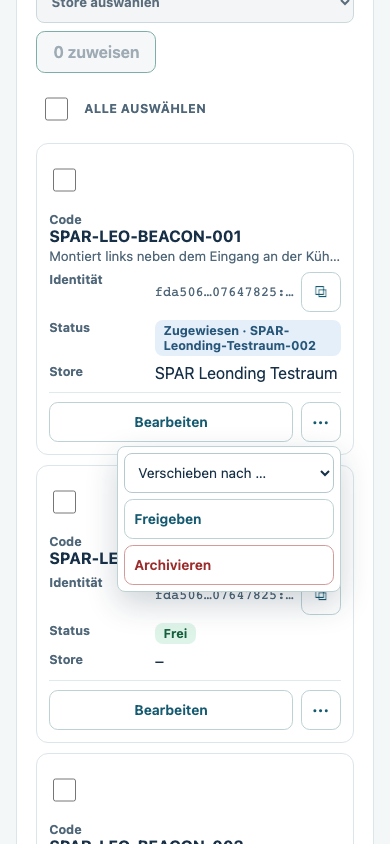 Store auswählen
0 zuweisen
ALLE AUSWÄHLEN
Code
SPAR-LEO-BEACON-001
Montiert links neben dem Eingang an der Küh…
Identität
fda506…07647825:…
Status
Zugewiesen · SPAR-
Leonding-Testraum-002
Store
SPAR Leonding Testraum
Bearbeiten
…
Verschieben nach …
Freigeben
Archivieren
Code
SPAR-LE
Identität
fda506…07647825:…
Status
Frei
Store
–
Bearbeiten
…
Code